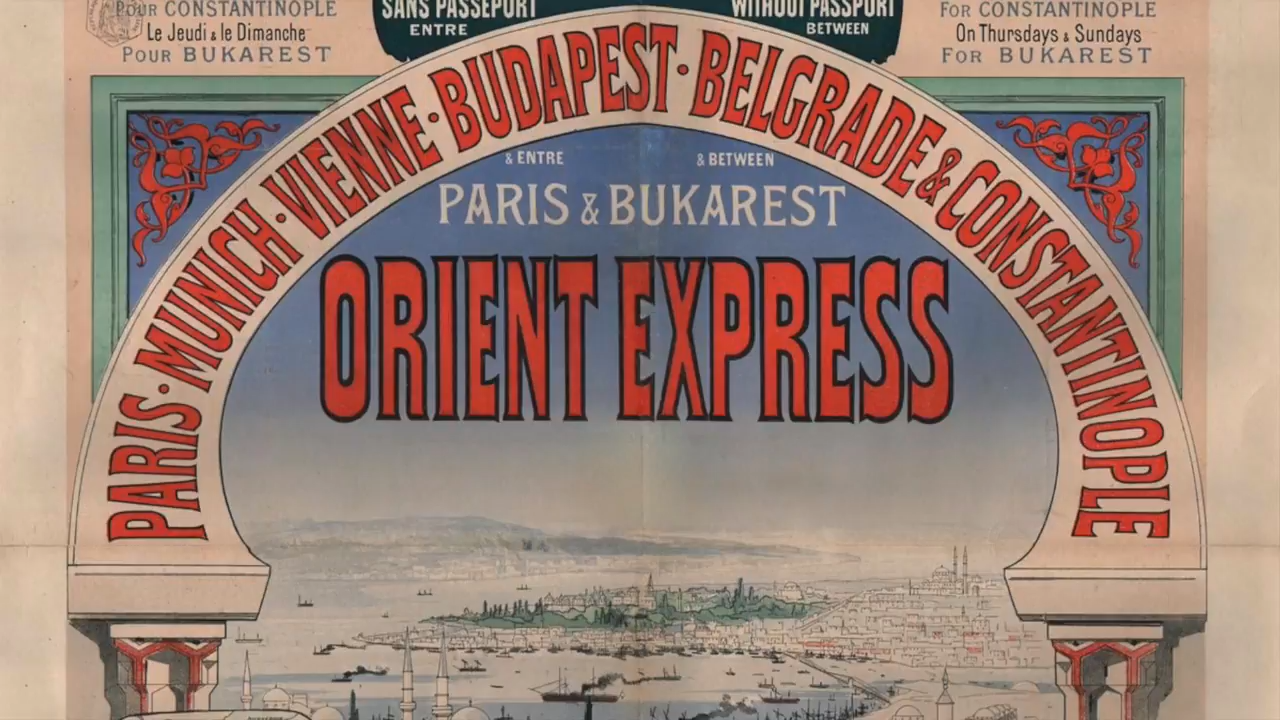 POUR CONSTANTINOPLE
Le Jeudi & le Dimanche
POUR BUKAREST
SANS PASSEPORT
ENTRE
WITHOUT PASSPORT
BETWEEN
FOR CONSTANTINOPLE
On Thursdays & Sundays
FOR BUKAREST
PARIS · MUNICH · VIENNE · BUDAPEST · BELGRADE & CONSTANTINOPLE
& ENTRE
& BETWEEN
PARIS & BUKAREST
ORIENT EXPRESS